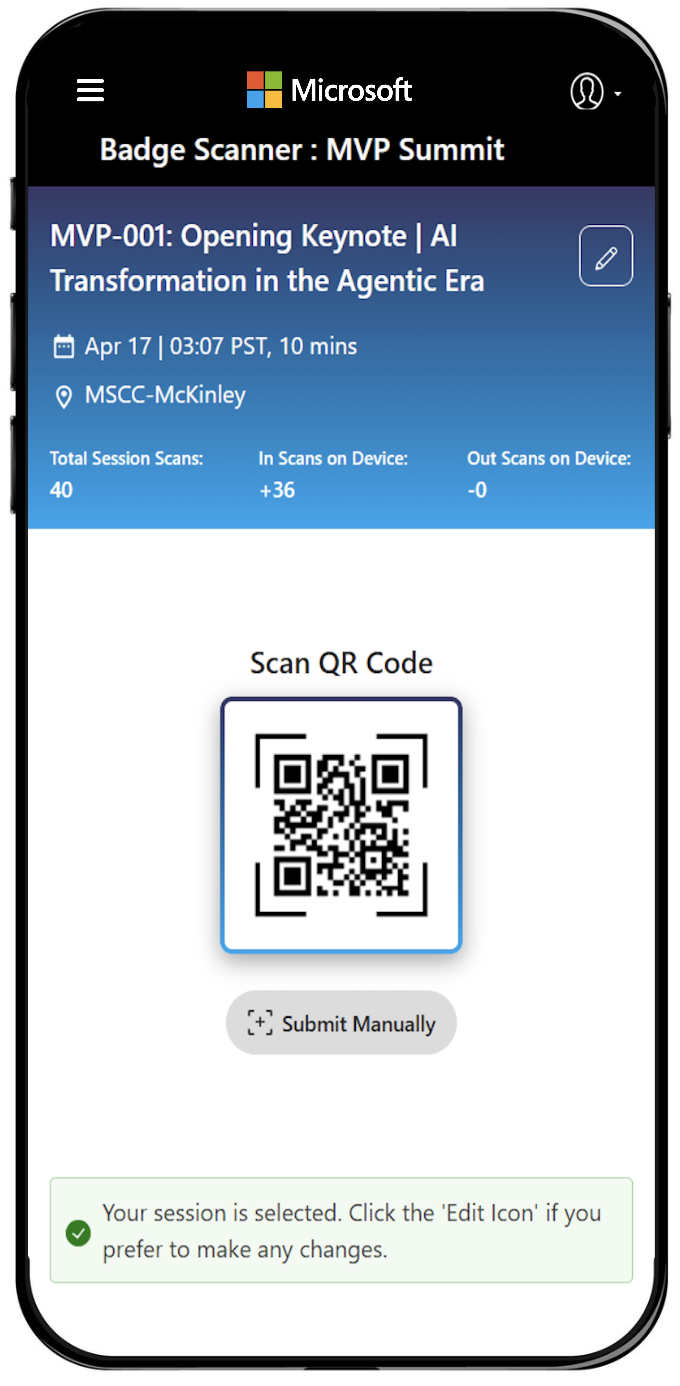 Microsoft
Badge Scanner : MVP Summit
MVP-001: Opening Keynote | AI
Transformation in the Agentic Era
Apr 17 | 03:07 PST, 10 mins
MSCC-McKinley
Total Session Scans: In Scans on Device: Out Scans on Device:
40 +36 -0
Scan QR Code
Submit Manually
Your session is selected. Click the 'Edit Icon' if you
prefer to make any changes.